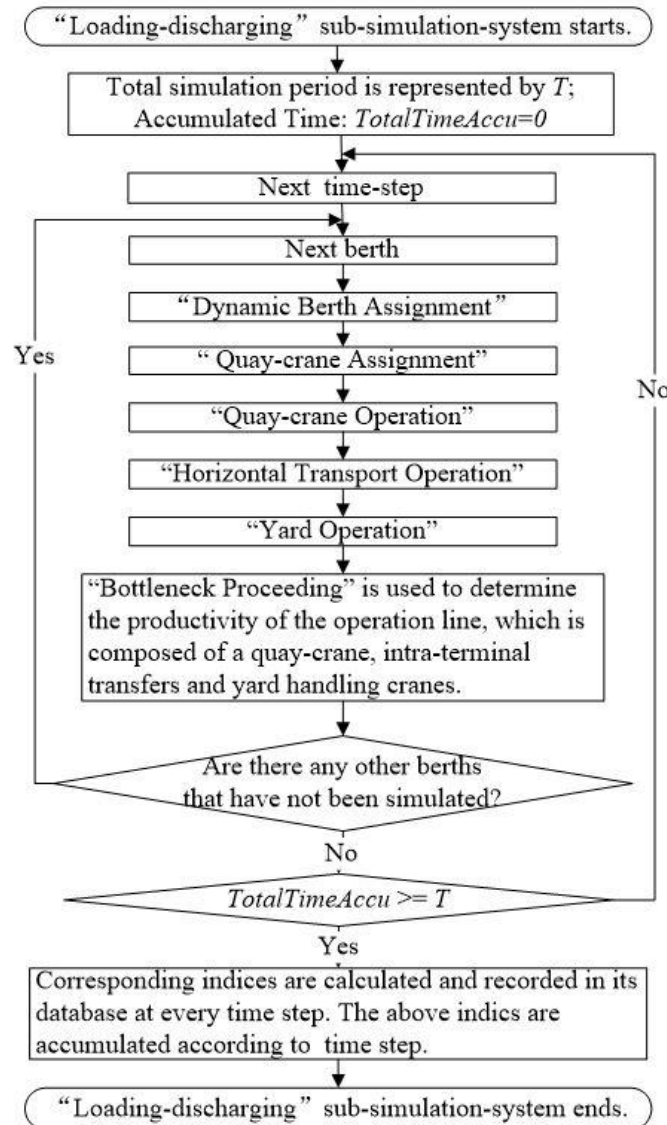 “Loading-discharging” sub-simulation-system starts.
Total simulation period is represented by T;
Accumulated Time: TotalTimeAccu=0
Next time-step
Next berth
“Dynamic Berth Assignment”
Yes
“ Quay-crane Assignment”
No
“Quay-crane Operation”
“Horizontal Transport Operation”
“Yard Operation”
“Bottleneck Proceeding” is used to determine
the productivity of the operation line, which is
composed of a quay-crane, intra-terminal
transfers and yard handling cranes.
Are there any other berths
that have not been simulated?
No
TotalTimeAccu >= T
Yes
Corresponding indices are calculated and recorded in its
database at every time step. The above indics are
accumulated according to time step.
“Loading-discharging” sub-simulation-system ends.